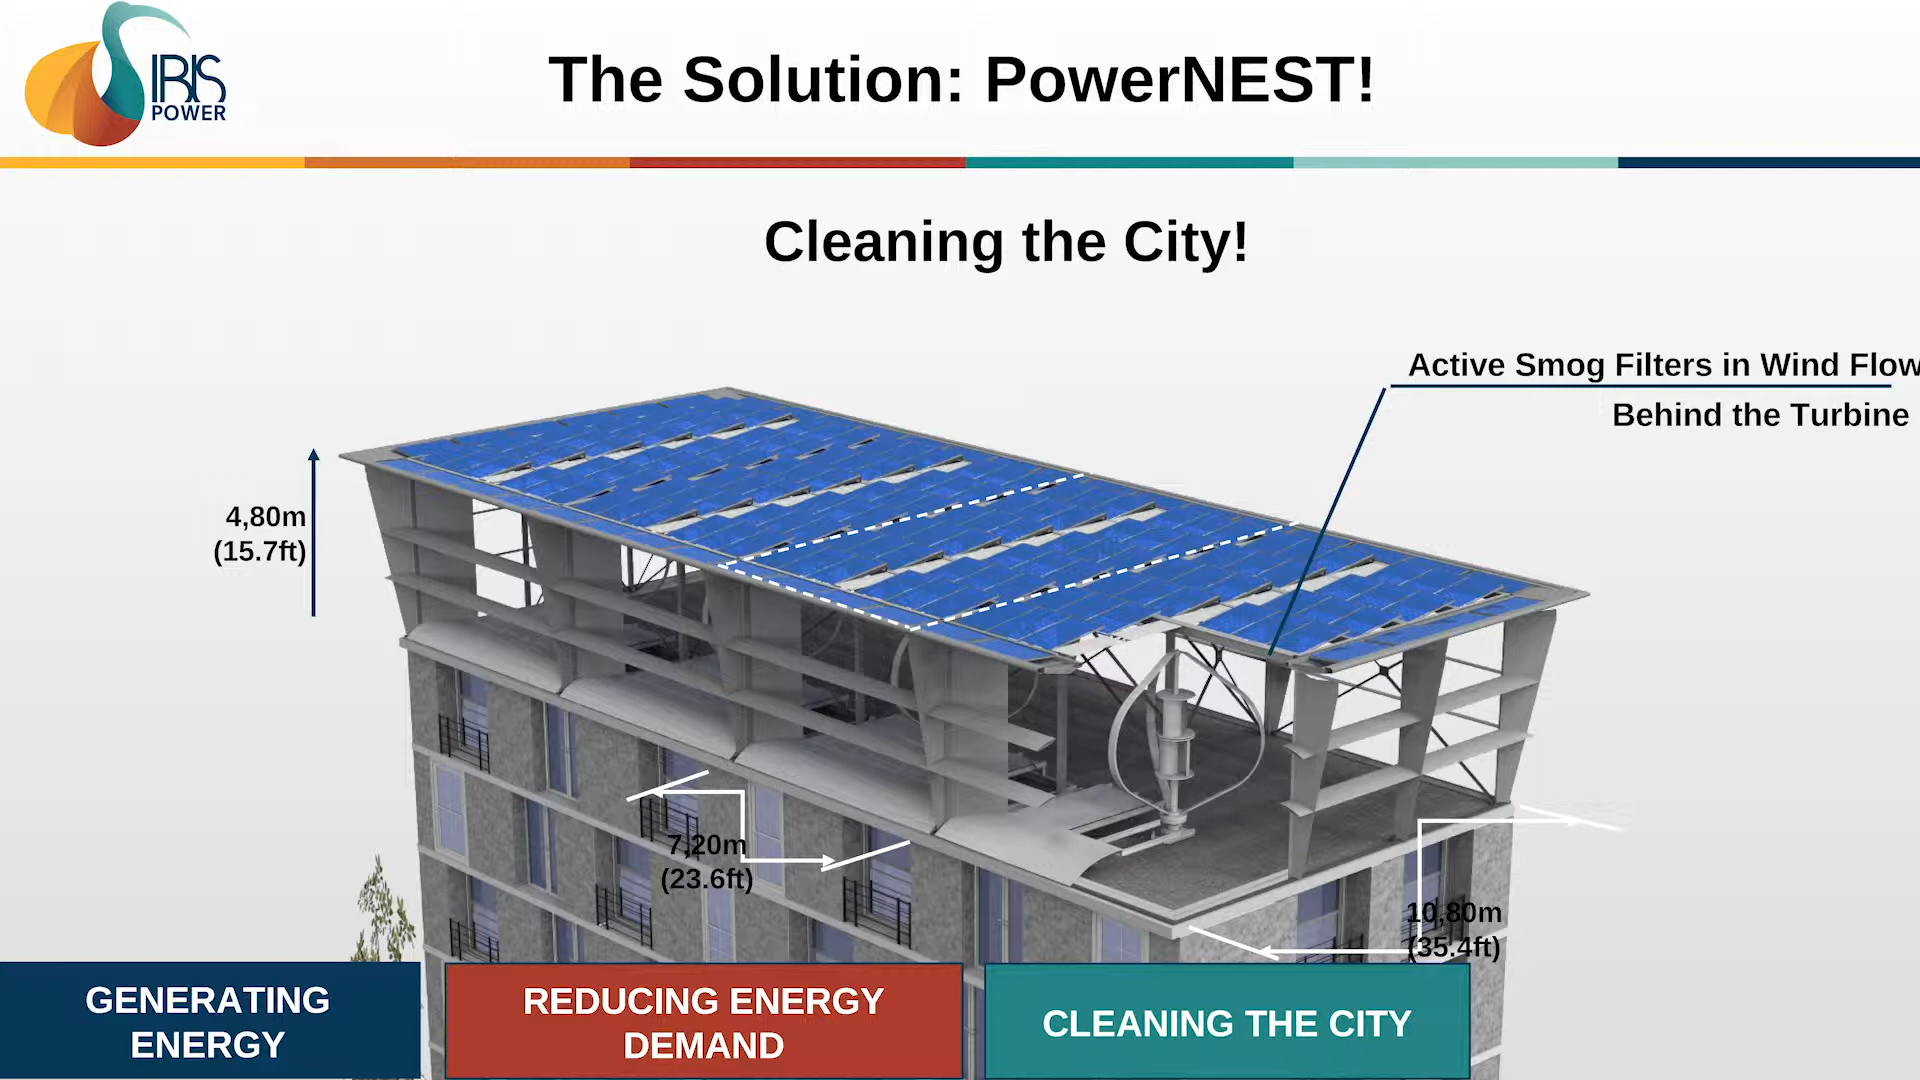 IRIS
POWER
The Solution: PowerNEST!
Cleaning the City!
Active Smog Filters in Wind Flow
Behind the Turbine
4,80m
(15.7ft)
7,20m
(23.6ft)
10,80m
(35.4ft)
GENERATING
ENERGY
REDUCING ENERGY
DEMAND
CLEANING THE CITY